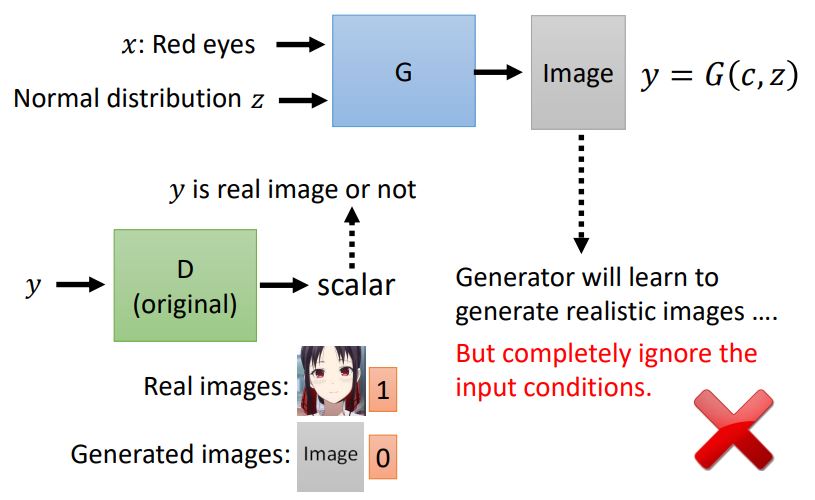 x: Red eyes
G
Image
y = G(c, z)
Normal distribution z
y is real image or not
y
D
(original)
scalar
Generator will learn to
generate realistic images ....
But completely ignore the
input conditions.
Real images:
1
Generated images:
Image
0